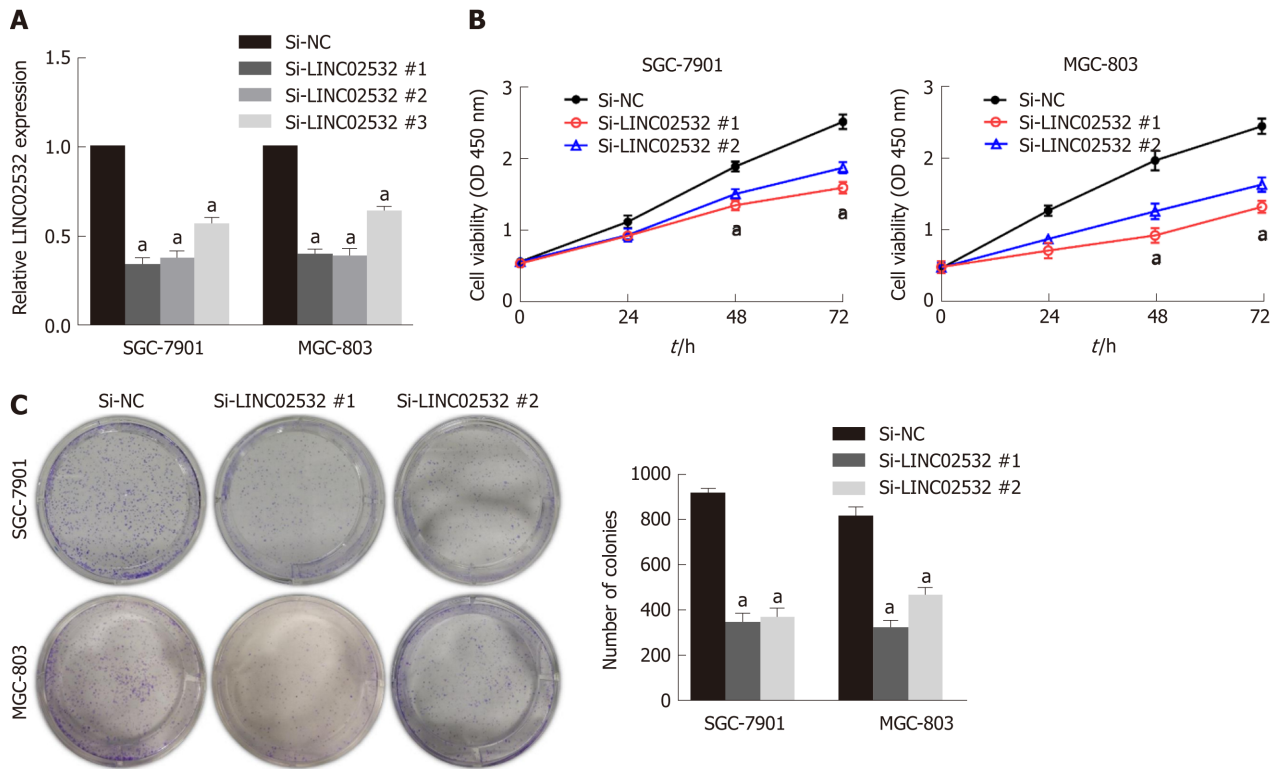 A
Si-NC
Si-LINC02532 #1
Si-LINC02532 #2
Si-LINC02532 #3
Relative LINC02532 expression
1.5
1.0
0.5
0.0
a
a
a
a
a
a
SGC-7901
MGC-803
B
SGC-7901
Si-NC
Si-LINC02532 #1
Si-LINC02532 #2
Cell viability (OD 450 nm)
3
2
1
0
a
a
0
24
48
72
t/h
MGC-803
Si-NC
Si-LINC02532 #1
Si-LINC02532 #2
Cell viability (OD 450 nm)
3
2
1
0
a
a
0
24
48
72
t/h
C
Si-NC
Si-LINC02532 #1
Si-LINC02532 #2
SGC-7901
MGC-803
Si-NC
Si-LINC02532 #1
Si-LINC02532 #2
Number of colonies
1000
800
600
400
200
0
a
a
a
a
SGC-7901
MGC-803